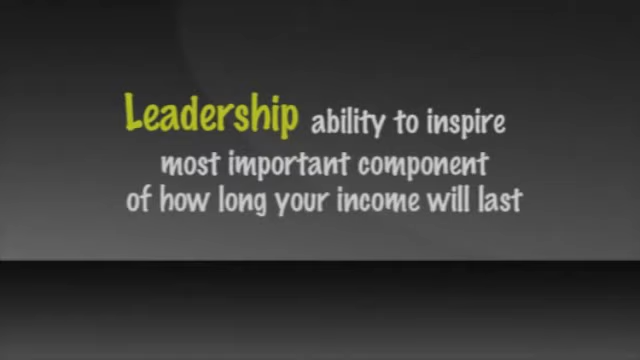 Leadership ability to inspire
most important component
of how long your income will last